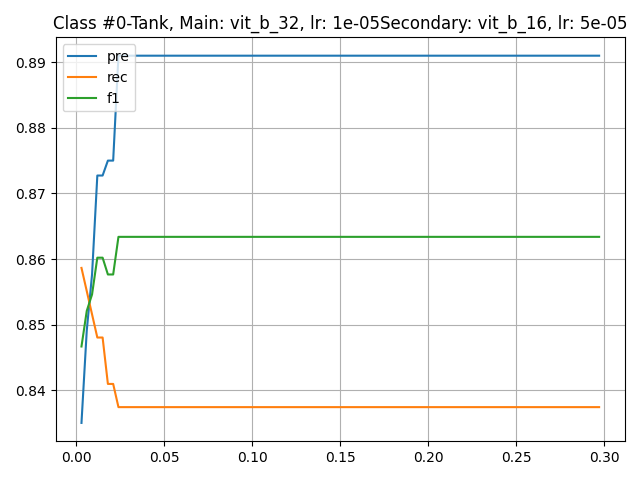 Class #0-Tank, Main: vit_b_32, lr: 1e-05Secondary: vit_b_16, lr: 5e-05
pre
rec
f1
0.89
0.88
0.87
0.86
0.85
0.84
0.00 0.05 0.10 0.15 0.20 0.25 0.30